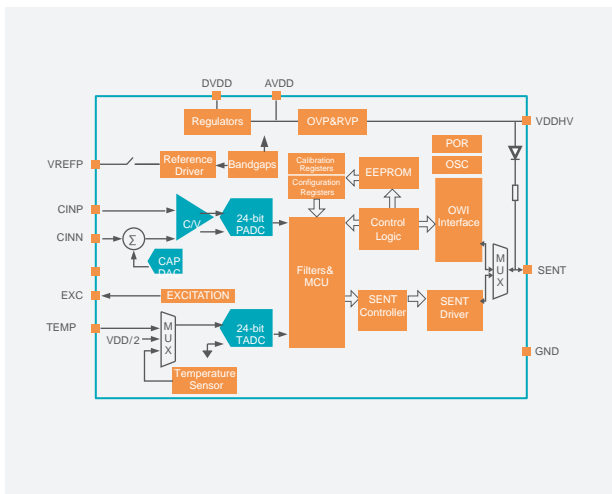 DVDD
AVDD
Regulators
OVP&RVP
VDDHV
POR
OSC
VREFP
Reference
Driver
Bandgaps
Calibration
Registers
Configuration
Registers
EEPROM
CINP
CINN
Σ
C/V
24-bit
PADC
CAP
DAC
Control
Logic
OWI
Interface
Filters&
MCU
MUX
SENT
EXC
EXCITATION
SENT
Controller
SENT
Driver
TEMP
VDD/2
MUX
24-bit
TADC
Temperature
Sensor
GND